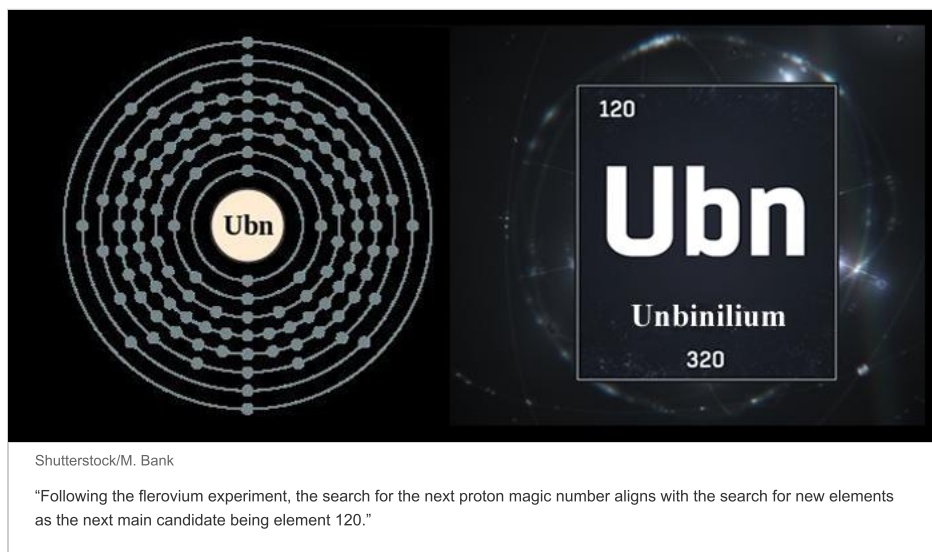 Ubn
120
Ubn
Unbinilium
320
Shutterstock/M. Bank
“Following the flerovium experiment, the search for the next proton magic number aligns with the search for new elements
as the next main candidate being element 120.”